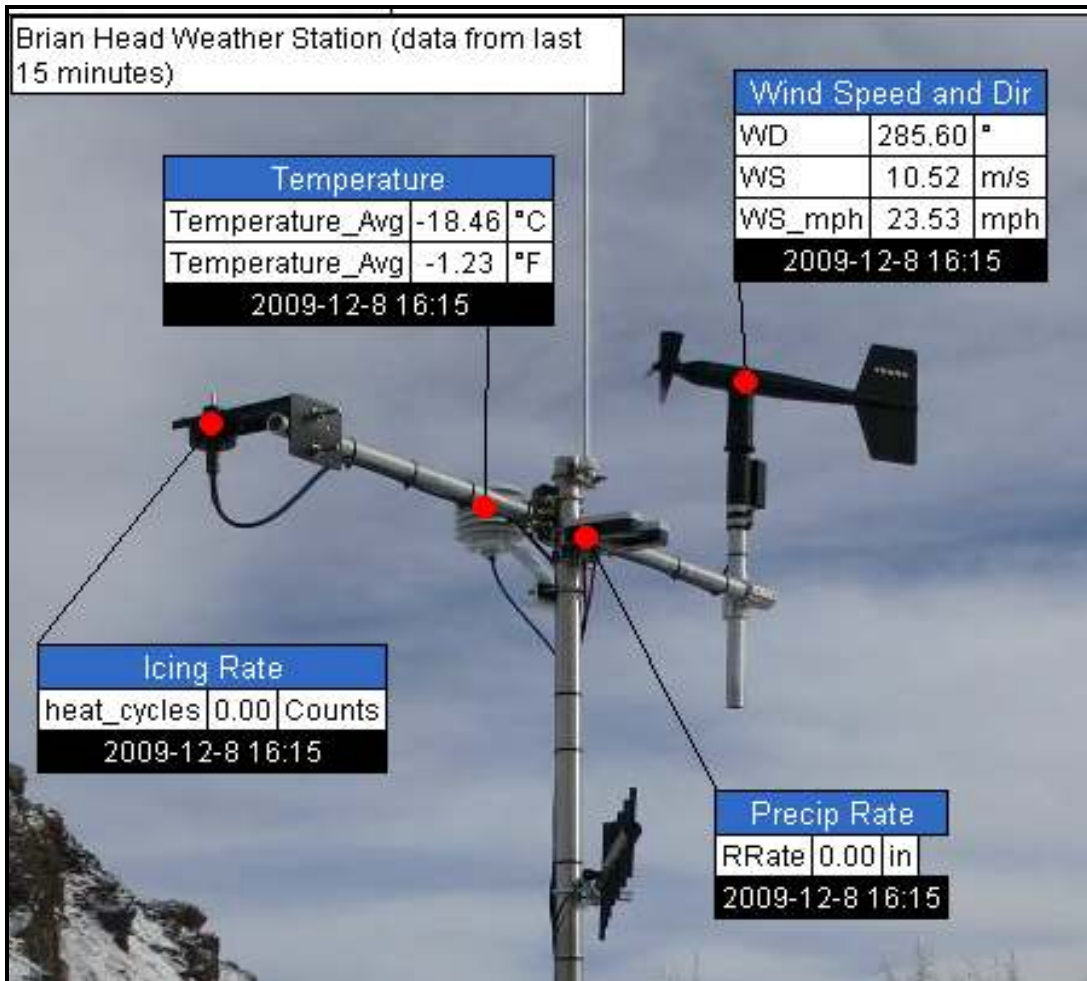 Brian Head Weather Station (data from last
15 minutes)
Wind Speed and Dir
WD 285.60 °
WS 10.52 m/s
WS_mph 23.53 mph
2009-12-8 16:15
Temperature
Temperature_Avg -18.46 °C
Temperature_Avg -1.23 °F
2009-12-8 16:15
Icing Rate
heat_cycles 0.00 Counts
2009-12-8 16:15
Precip Rate
RRate 0.00 in
2009-12-8 16:15